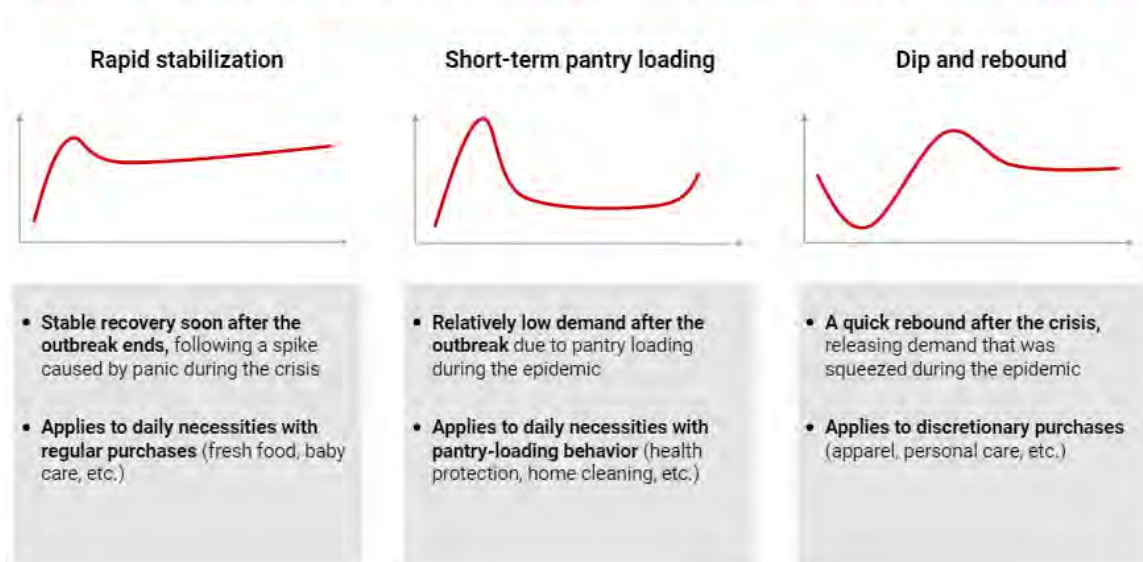 Rapid stabilization
Short-term pantry loading
Dip and rebound
• Stable recovery soon after the
outbreak ends, following a spike
caused by panic during the crisis
• Applies to daily necessities with
regular purchases (fresh food, baby
care, etc.)
• Relatively low demand after the
outbreak due to pantry loading
during the epidemic
• Applies to daily necessities with
pantry-loading behavior (health
protection, home cleaning, etc.)
• A quick rebound after the crisis,
releasing demand that was
squeezed during the epidemic
• Applies to discretionary purchases
(apparel, personal care, etc.)